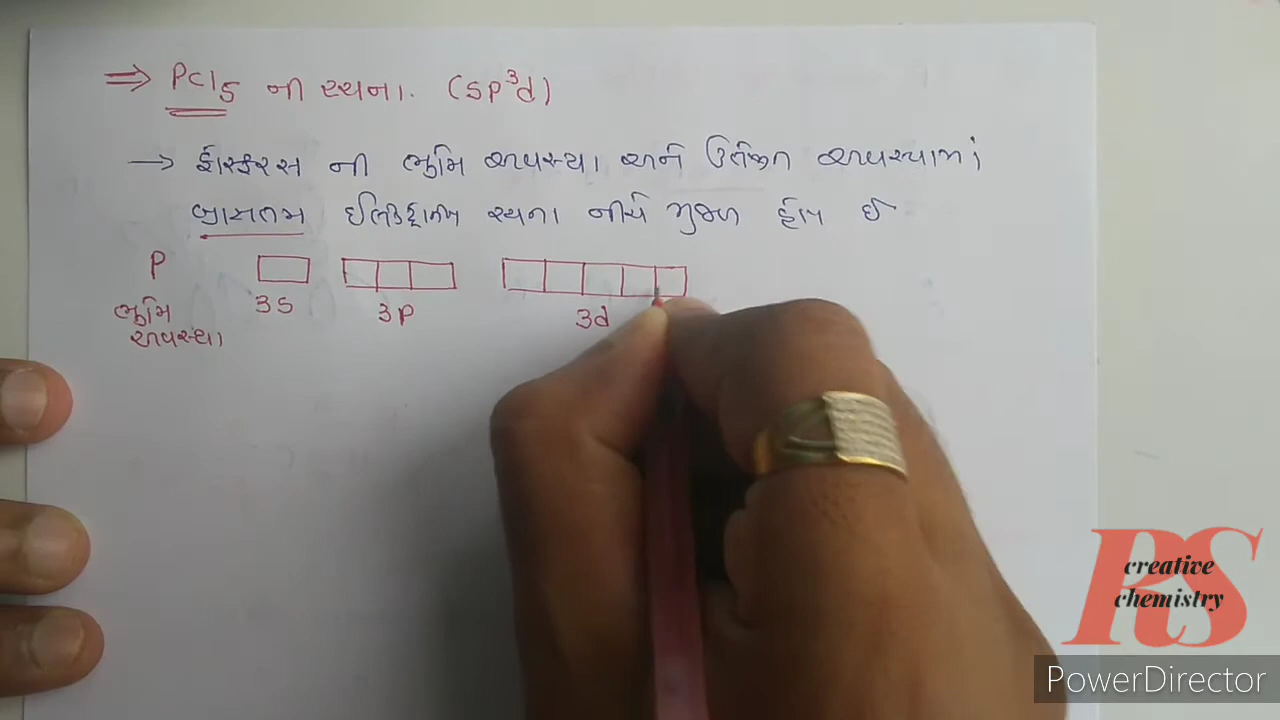 ⇒ PCl5 ની રચના. (sp³d)
→ ફોસ્ફરસ ની ભૂમિ અવસ્થા અને ઉત્તેજીત અવસ્થામાં
બાહ્યતમ ઈલેક્ટ્રોનીય રચના નીચે મુજબ હોય છે
P
3s 3p 3d
ભૂમિ
અવસ્થા
RS
creative
chemistry
PowerDirector